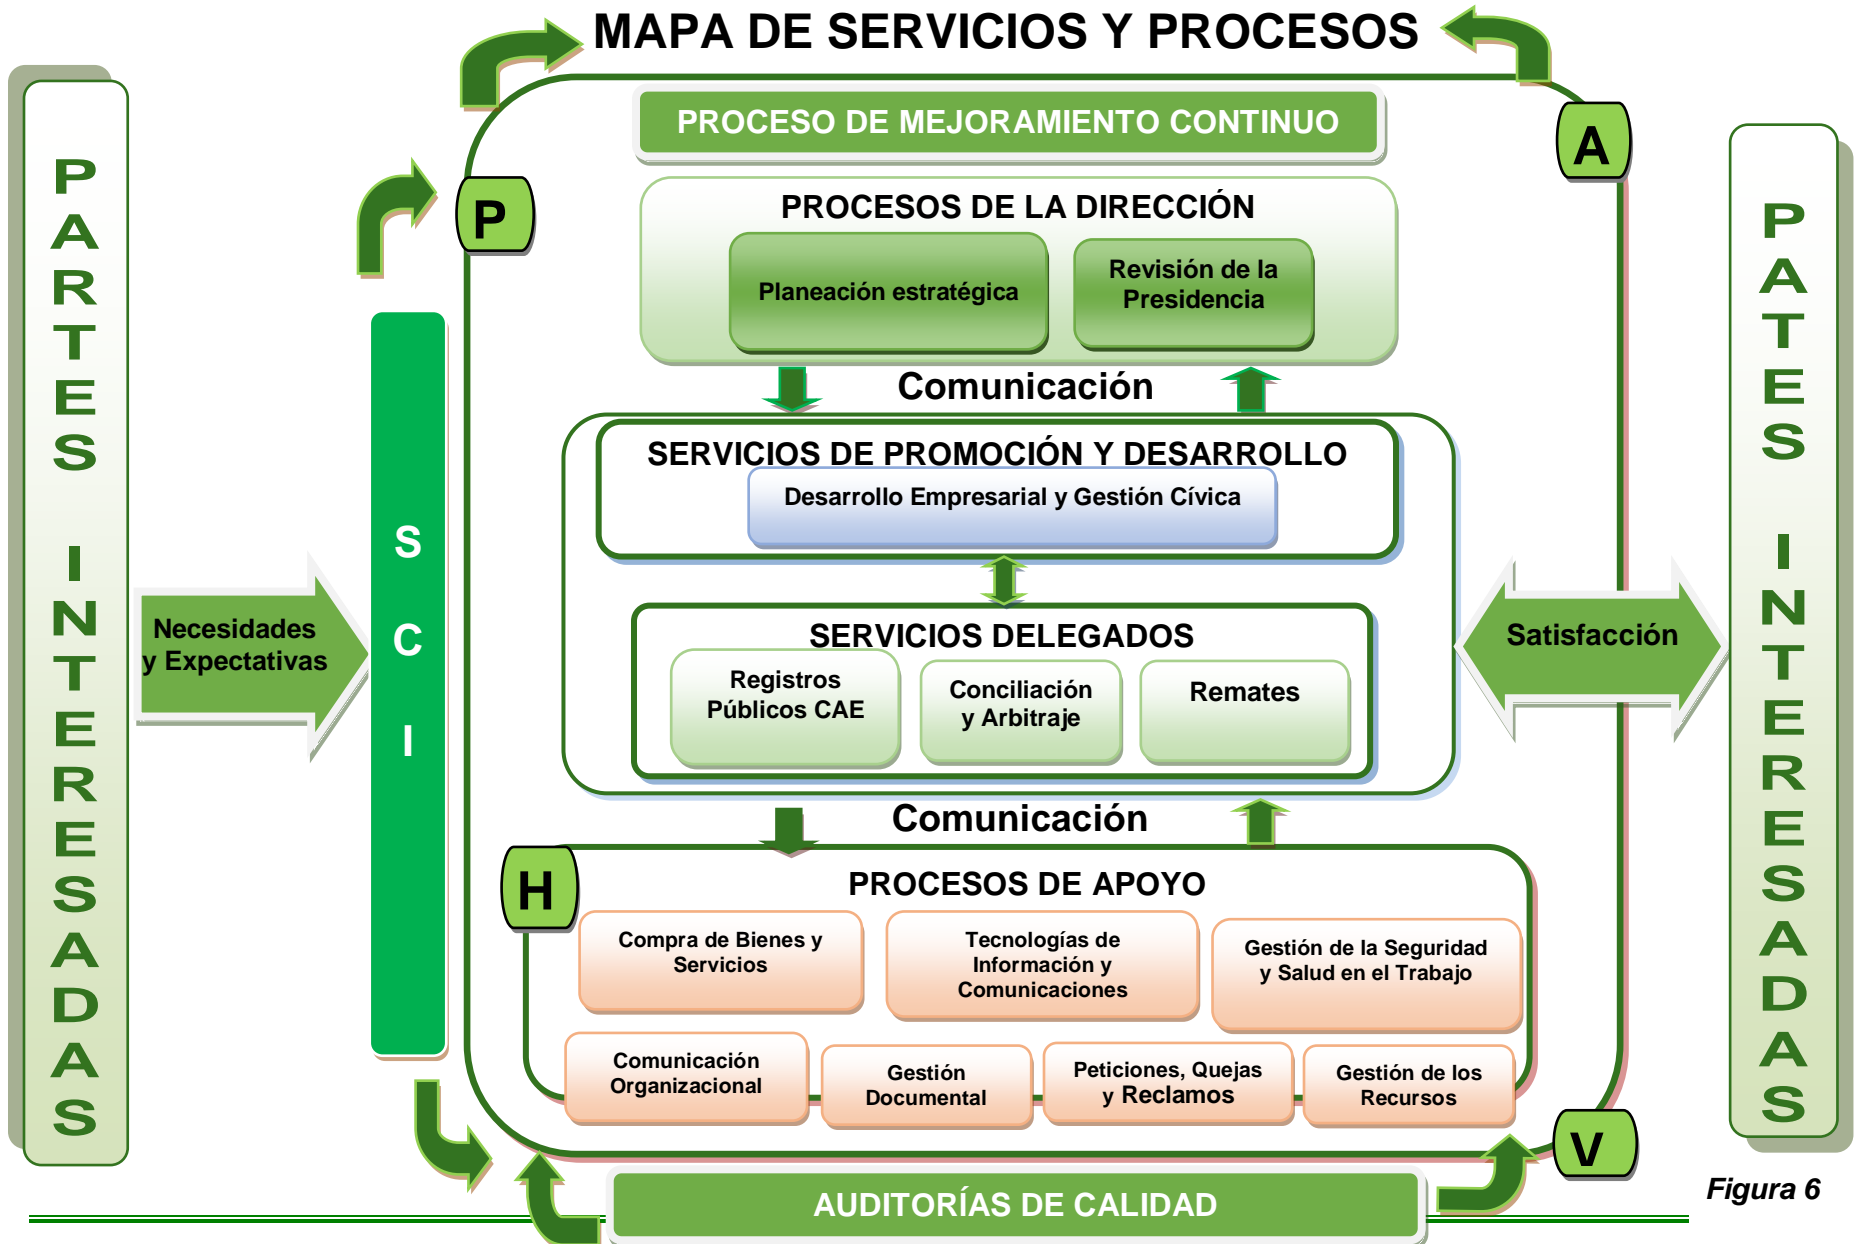 MAPA DE SERVICIOS Y PROCESOS
PROCESO DE MEJORAMIENTO CONTINUO
A
P
PARTES INTERESADAS
PROCESOS DE LA DIRECCIÓN
Planeación estratégica
Revisión de la
Presidencia
Comunicación
SERVICIOS DE PROMOCIÓN Y DESARROLLO
Desarrollo Empresarial y Gestión Cívica
Necesidades
y Expectativas
SCI
SERVICIOS DELEGADOS
Registros
Públicos CAE
Conciliación
y Arbitraje
Remates
Satisfacción
PATES INTERESADAS
Comunicación
H
PROCESOS DE APOYO
Compra de Bienes y
Servicios
Tecnologías de
Información y
Comunicaciones
Gestión de la Seguridad
y Salud en el Trabajo
Comunicación
Organizacional
Gestión
Documental
Peticiones, Quejas
y Reclamos
Gestión de los
Recursos
V
AUDITORÍAS DE CALIDAD
Figura 6